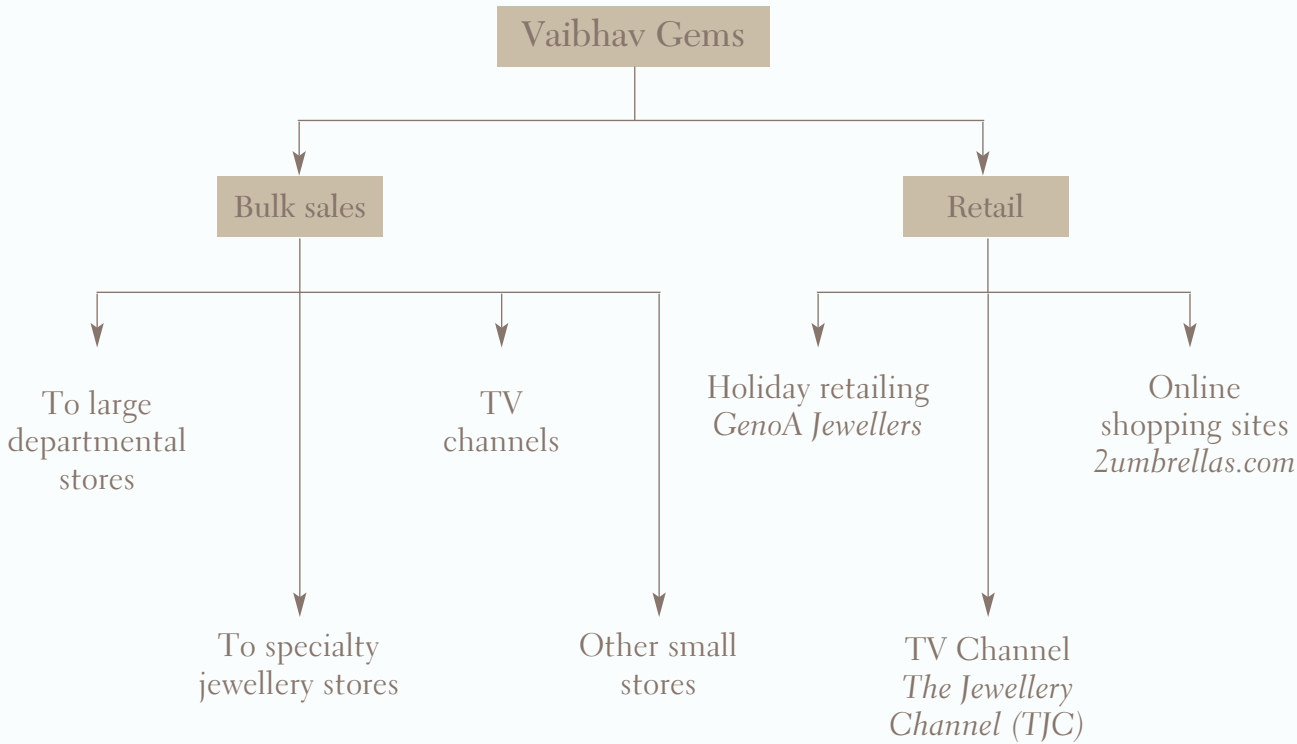 Vaibhav Gems
Bulk sales
Retail
To large
departmental
stores
TV
channels
Holiday retailing
GenoA Jewellers
Online
shopping sites
2umbrellas.com
To specialty
jewellery stores
Other small
stores
TV Channel
The Jewellery
Channel (TJC)